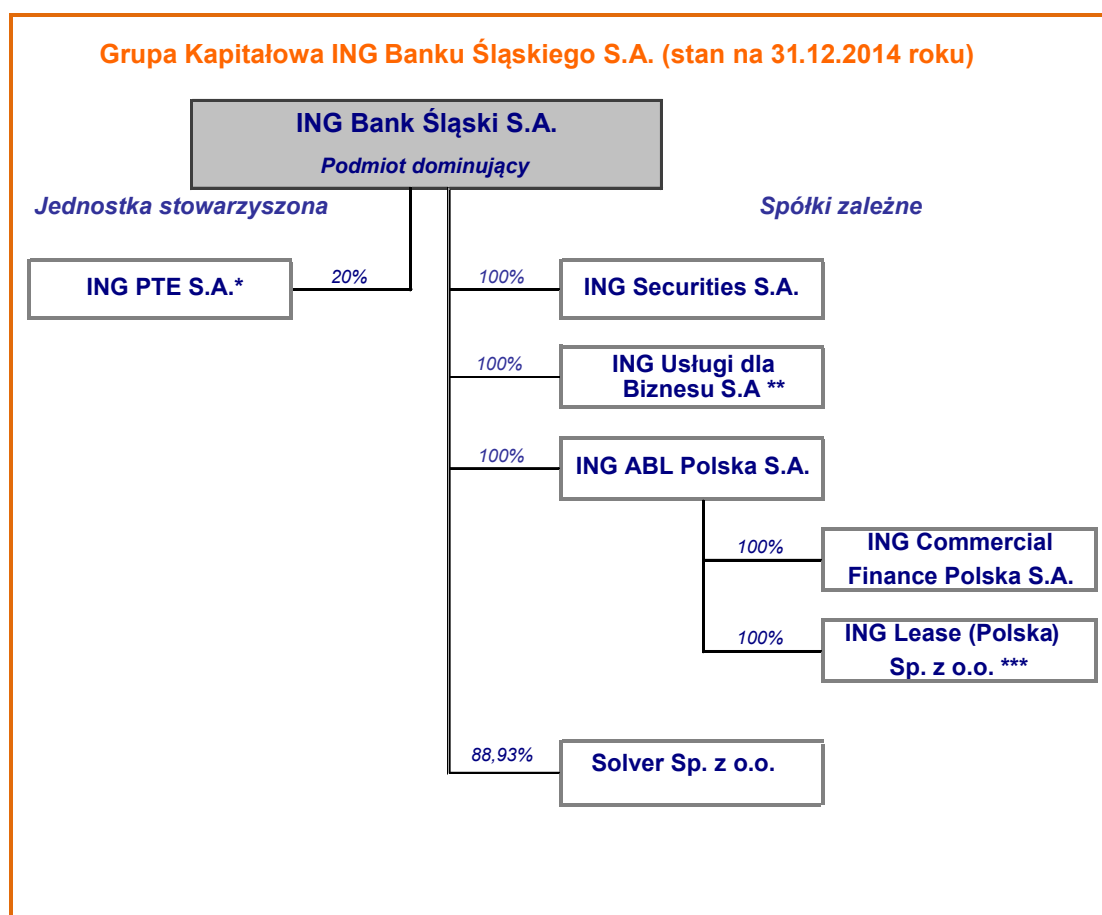 Grupa Kapitałowa ING Banku Śląskiego S.A. (stan na 31.12.2014 roku)
ING Bank Śląski S.A.
Podmiot dominujący
Jednostka stowarzyszona
Spółki zależne
ING PTE S.A.*
20%
100%
ING Securities S.A.
100%
ING Usługi dla
Biznesu S.A **
100%
ING ABL Polska S.A.
100%
ING Commercial
Finance Polska S.A.
100%
ING Lease (Polska)
Sp. z o.o. ***
88,93%
Solver Sp. z o.o.